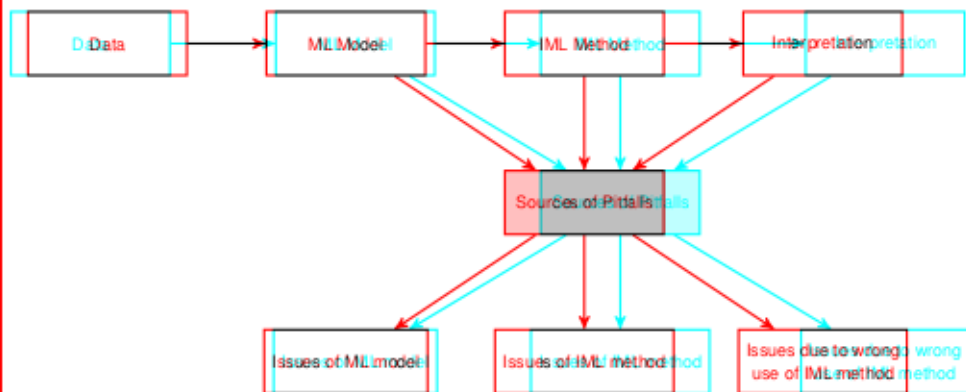 Data
ML Model
IML Method
Interpretation
Sources of Pitfalls
Issues of ML model
Issues of IML method
Issues due to wrong
use of IML method